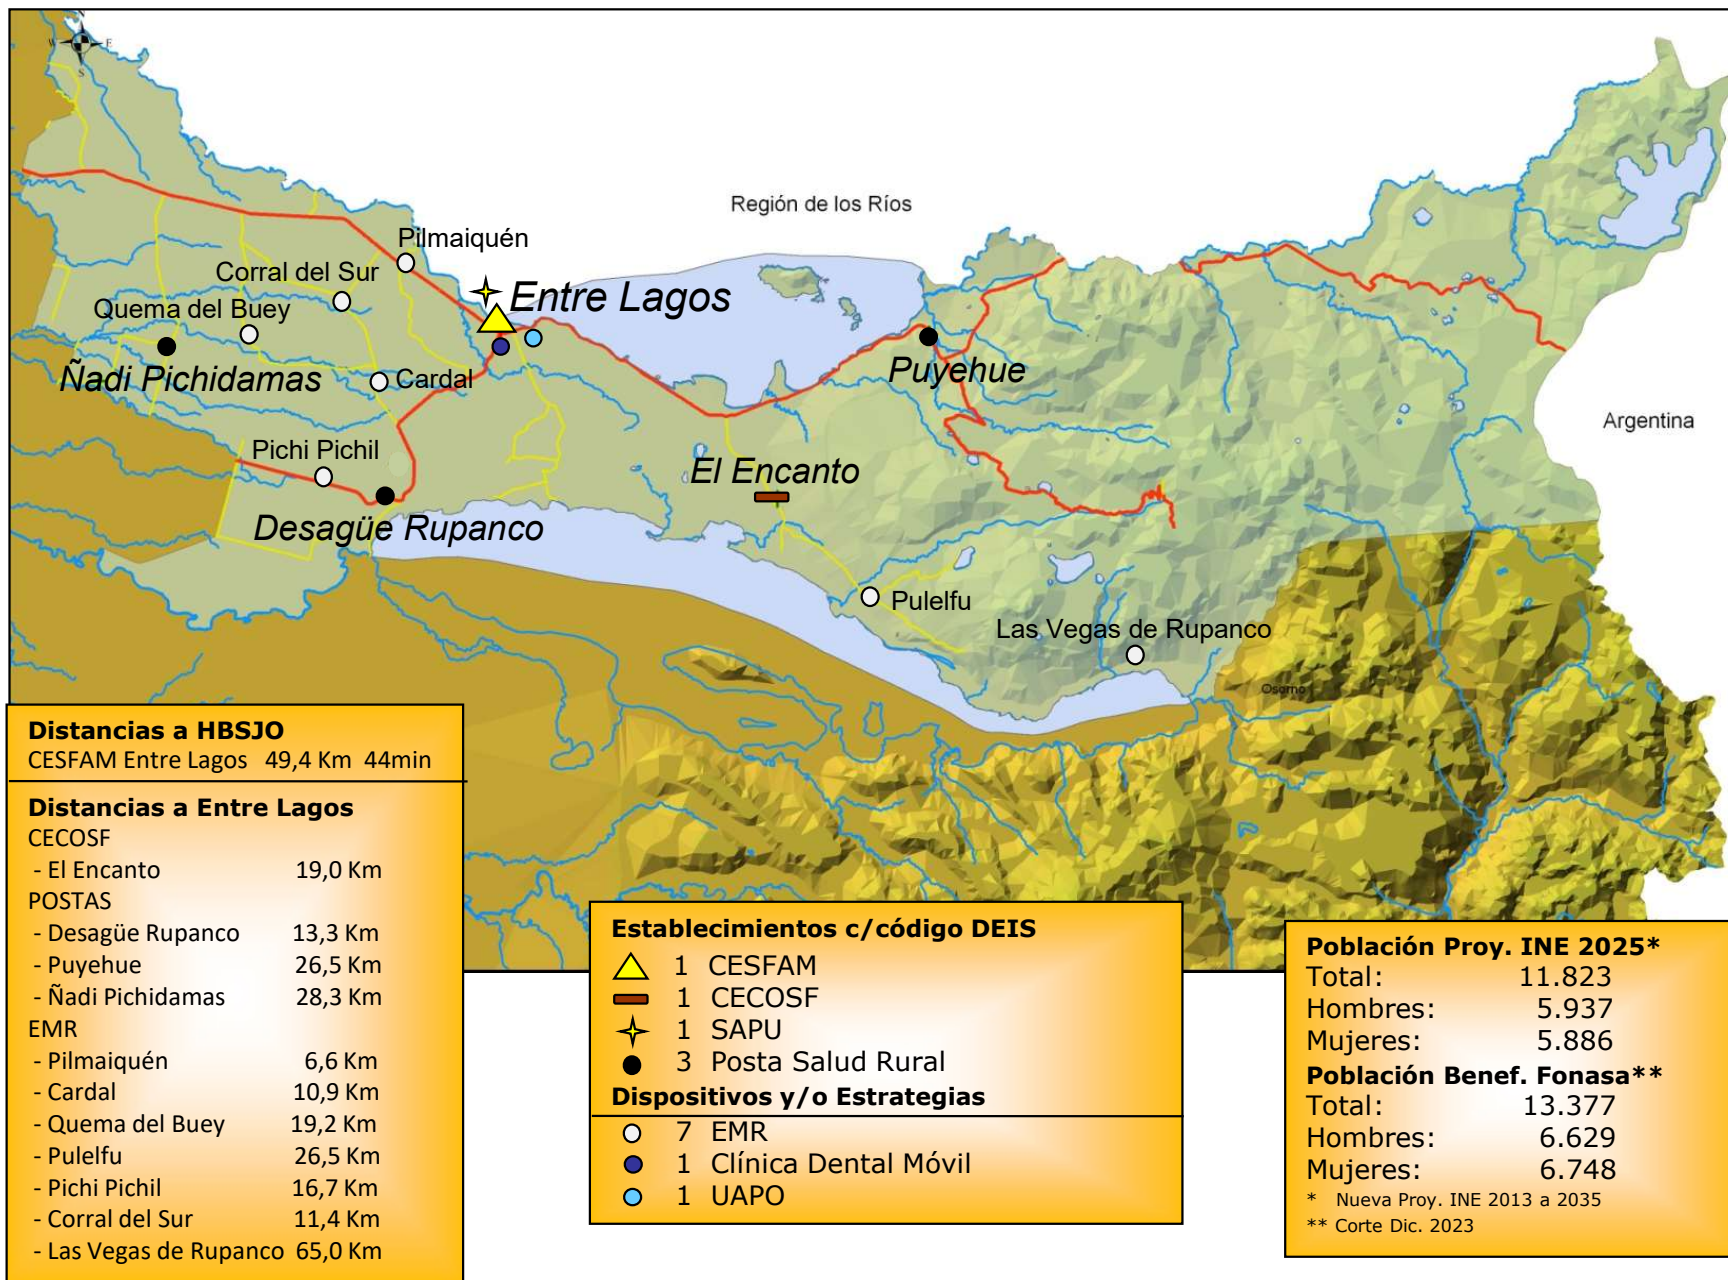 N
W
E
S
Región de los Ríos
Pilmaiquén
Corral del Sur
Entre Lagos
Quema del Buey
Ñadi Pichidamas
Cardal
Puyehue
Argentina
Pichi Pichil
El Encanto
Desagüe Rupanco
Pulelfu
Las Vegas de Rupanco
Osorno
Distancias a HBSJO
CESFAM Entre Lagos 49,4 Km 44min
Distancias a Entre Lagos
CECOSF
- El Encanto 19,0 Km
POSTAS
- Desagüe Rupanco 13,3 Km
- Puyehue 26,5 Km
- Ñadi Pichidamas 28,3 Km
EMR
- Pilmaiquén 6,6 Km
- Cardal 10,9 Km
- Quema del Buey 19,2 Km
- Pulelfu 26,5 Km
- Pichi Pichil 16,7 Km
- Corral del Sur 11,4 Km
- Las Vegas de Rupanco 65,0 Km
Establecimientos c/código DEIS
1 CESFAM
1 CECOSF
1 SAPU
3 Posta Salud Rural
Dispositivos y/o Estrategias
7 EMR
1 Clínica Dental Móvil
1 UAPO
Población Proy. INE 2025*
Total: 11.823
Hombres: 5.937
Mujeres: 5.886
Población Benef. Fonasa**
Total: 13.377
Hombres: 6.629
Mujeres: 6.748
* Nueva Proy. INE 2013 a 2035
** Corte Dic. 2023